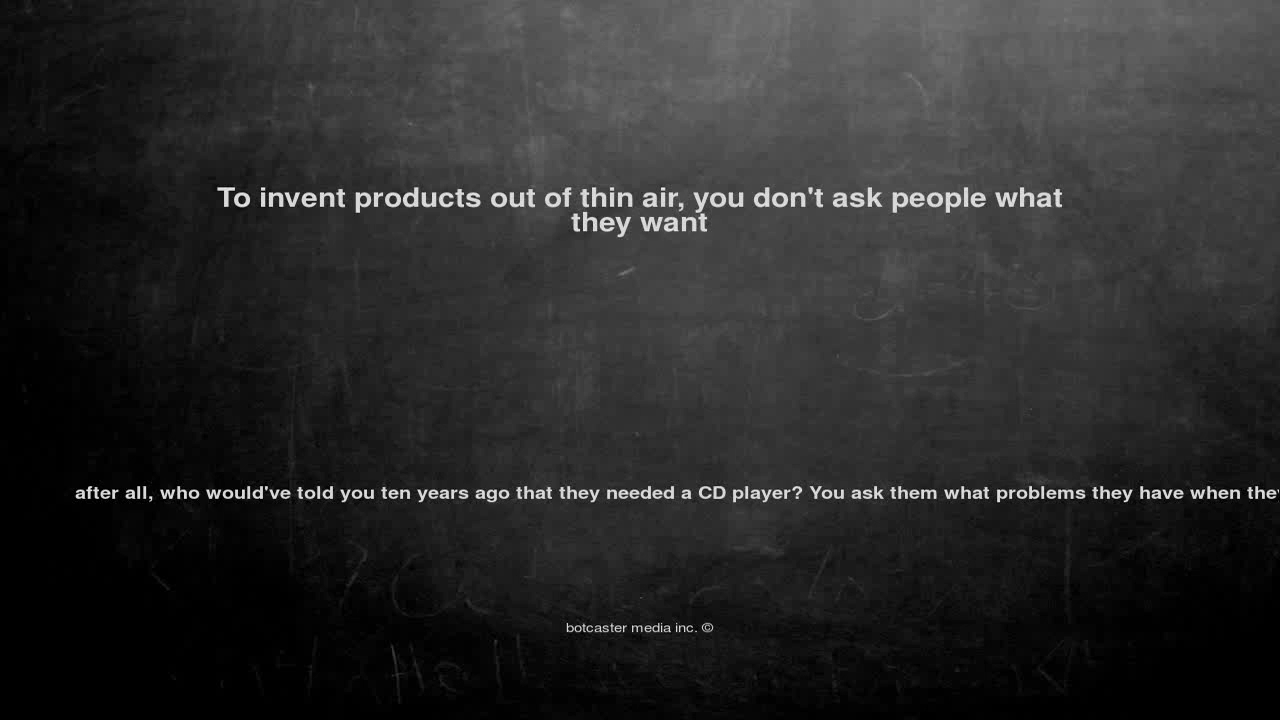 To invent products out of thin air, you don't ask people what
they want
after all, who would've told you ten years ago that they needed a CD player? You ask them what problems they have when they
botcaster media inc. ©